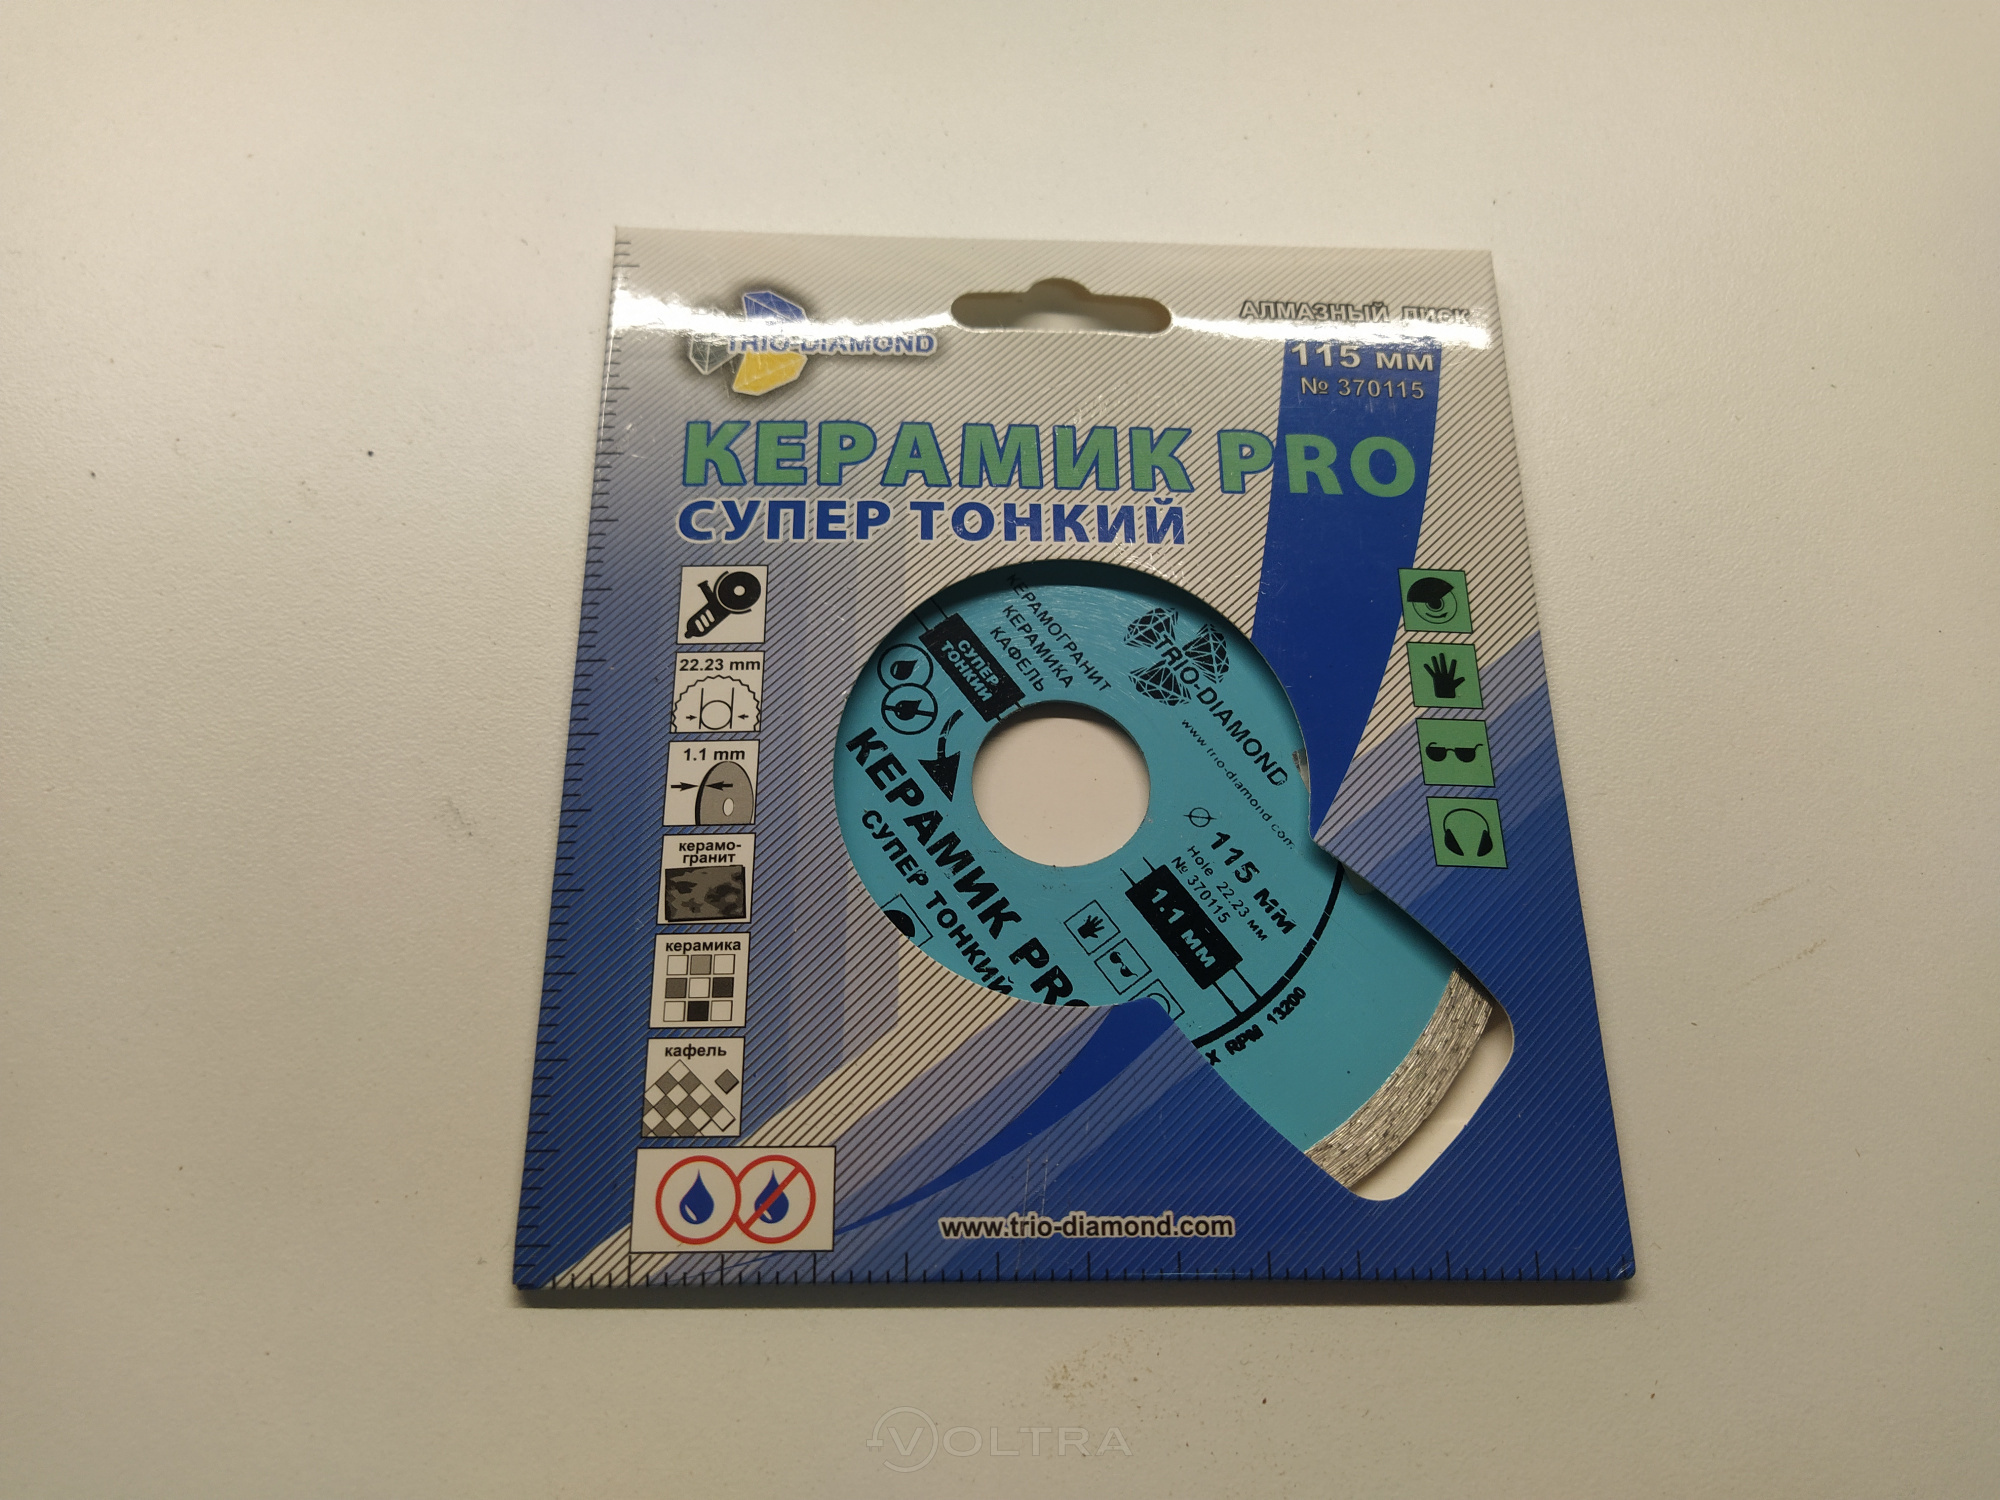 TRIO-DIAMOND
АЛМАЗНЫЙ ДИСК
115 мм
№ 370115
КЕРАМИК PRO
СУПЕР ТОНКИЙ
22.23 mm
1.1 mm
керамо-
гранит
керамика
кафель
КЕРАМОГРАНИТ
КЕРАМИКА
КАФЕЛЬ
СУПЕР
ТОНКИЙ
TRIO-DIAMOND
www.trio-diamond.com
КЕРАМИК PRO
СУПЕР ТОНКИЙ
115 мм
Hole 22.23 мм
№ 370115
1.1 мм
RPM 13200
www.trio-diamond.com
VOLTRA